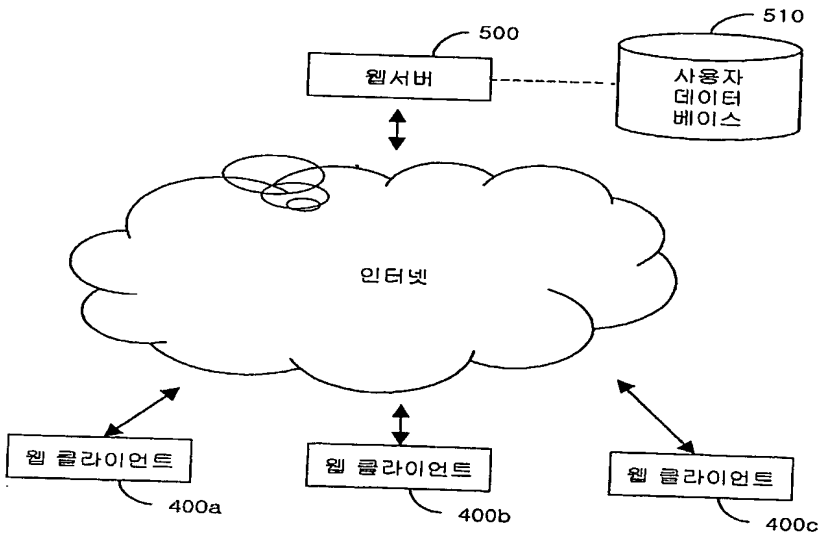 500
510
웹서버
사용자
데이터
베이스
인터넷
웹 클라이언트
웹 클라이언트
웹 클라이언트
400a
400b
400c